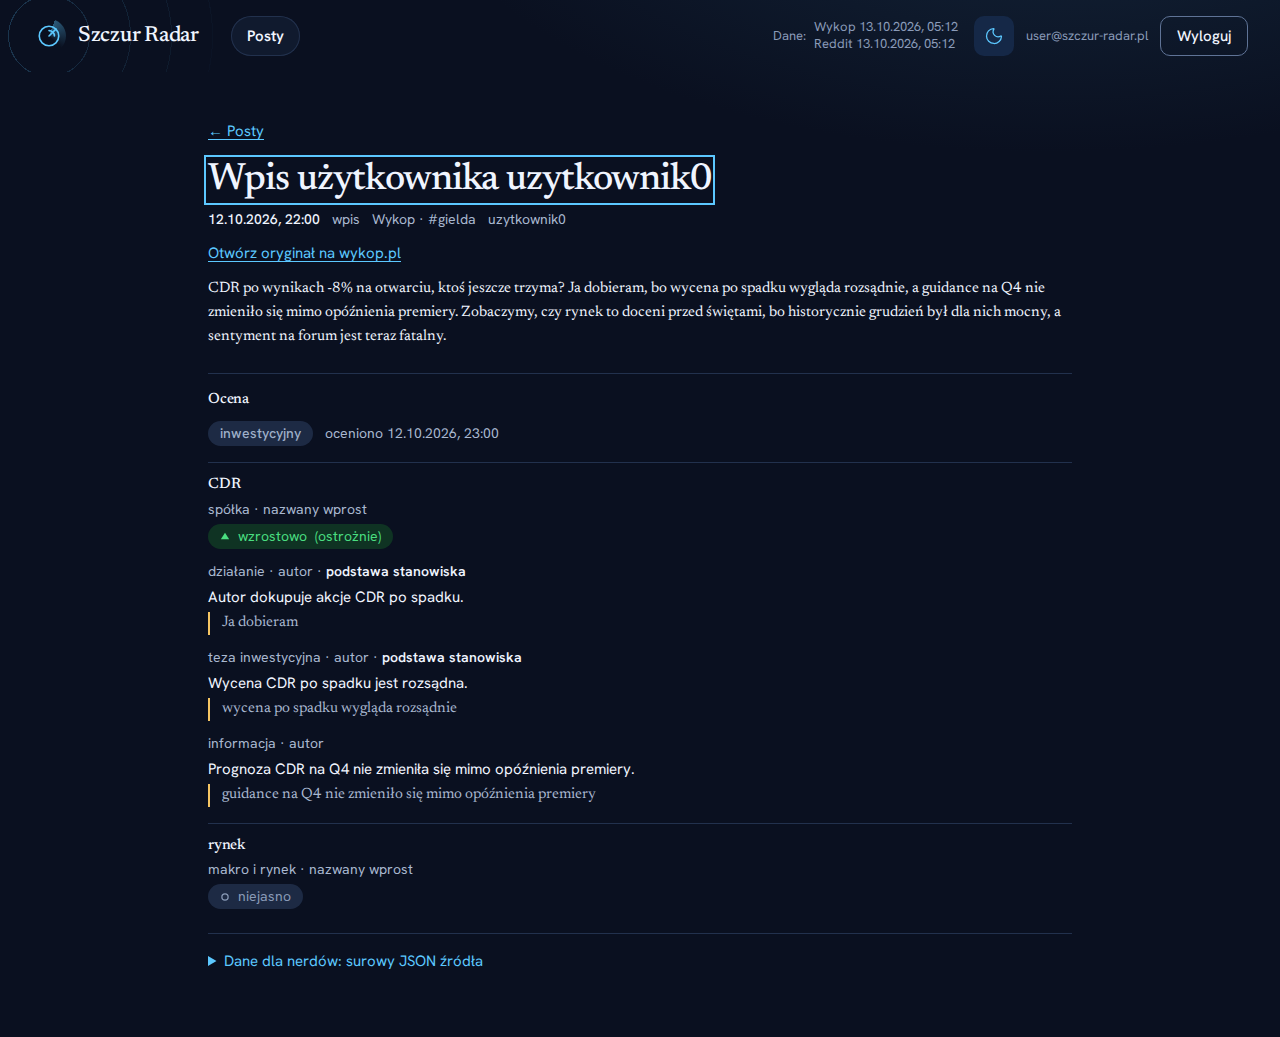 Szczur Radar
Posty
Dane:
Wykop 13.10.2026, 05:12
Reddit 13.10.2026, 05:12
user@szczur-radar.pl
Wyloguj
← Posty
Wpis użytkownika uzytkownik0
12.10.2026, 22:00 wpis Wykop · #gielda uzytkownik0
Otwórz oryginał na wykop.pl
CDR po wynikach -8% na otwarciu, ktoś jeszcze trzyma? Ja dobieram, bo wycena po spadku wygląda rozsądnie, a guidance na Q4 nie
zmieniło się mimo opóźnienia premiery. Zobaczymy, czy rynek to doceni przed świętami, bo historycznie grudzień był dla nich mocny, a
sentyment na forum jest teraz fatalny.
Ocena
inwestycyjny oceniono 12.10.2026, 23:00
CDR
spółka · nazwany wprost
▲ wzrostowo (ostrożnie)
działanie · autor · podstawa stanowiska
Autor dokupuje akcje CDR po spadku.
Ja dobieram
teza inwestycyjna · autor · podstawa stanowiska
Wycena CDR po spadku jest rozsądna.
wycena po spadku wygląda rozsądnie
informacja · autor
Prognoza CDR na Q4 nie zmieniła się mimo opóźnienia premiery.
guidance na Q4 nie zmieniło się mimo opóźnienia premiery
rynek
makro i rynek · nazwany wprost
○ niejasno
▶ Dane dla nerdów: surowy JSON źródła